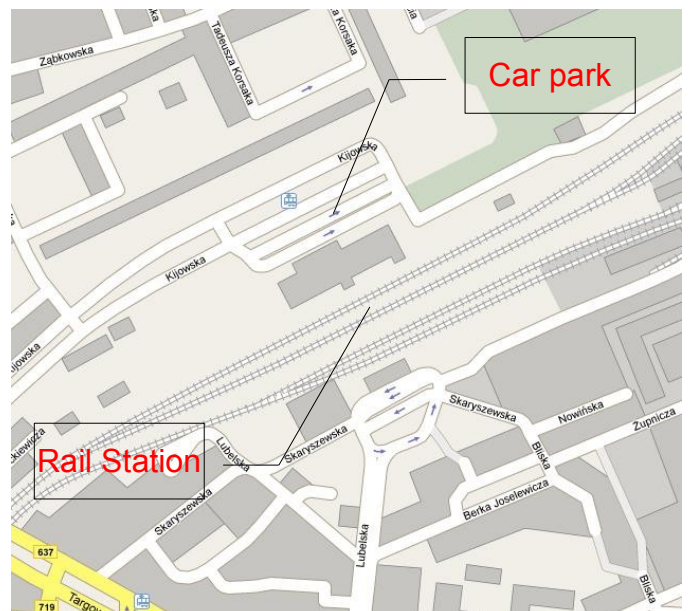 Ząbkowska
Tadeusza Korsaka
Korsaka
Car park
Kijowska
Kijowska
Skaryszewska
Nowińska
Żupnicza
Bliska
Rail Station
Lubelska
Skaryszewska
Skaryszewska
Berka Joselewicza
Lubelska
Bliska
637
719